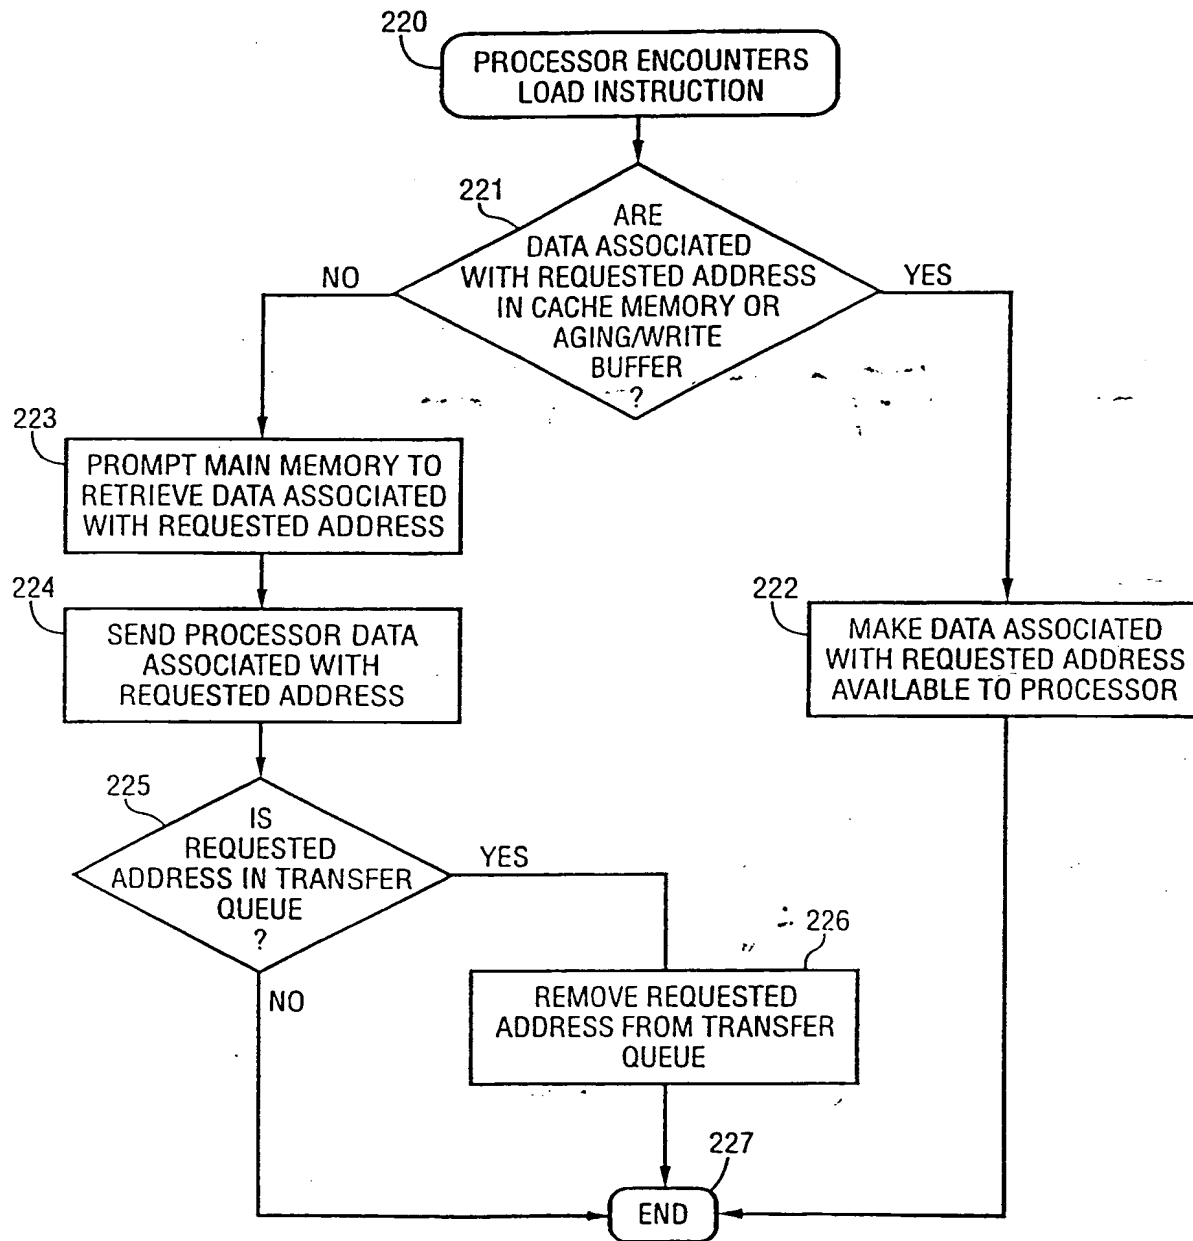 220
PROCESSOR ENCOUNTERS
LOAD INSTRUCTION
221
ARE
DATA ASSOCIATED
WITH REQUESTED ADDRESS
IN CACHE MEMORY OR
AGING/WRITE
BUFFER
?
NO
YES
223
PROMPT MAIN MEMORY TO
RETRIEVE DATA ASSOCIATED
WITH REQUESTED ADDRESS
224
SEND PROCESSOR DATA
ASSOCIATED WITH
REQUESTED ADDRESS
222
MAKE DATA ASSOCIATED
WITH REQUESTED ADDRESS
AVAILABLE TO PROCESSOR
225
IS
REQUESTED
ADDRESS IN TRANSFER
QUEUE
?
YES
NO
226
REMOVE REQUESTED
ADDRESS FROM TRANSFER
QUEUE
227
END